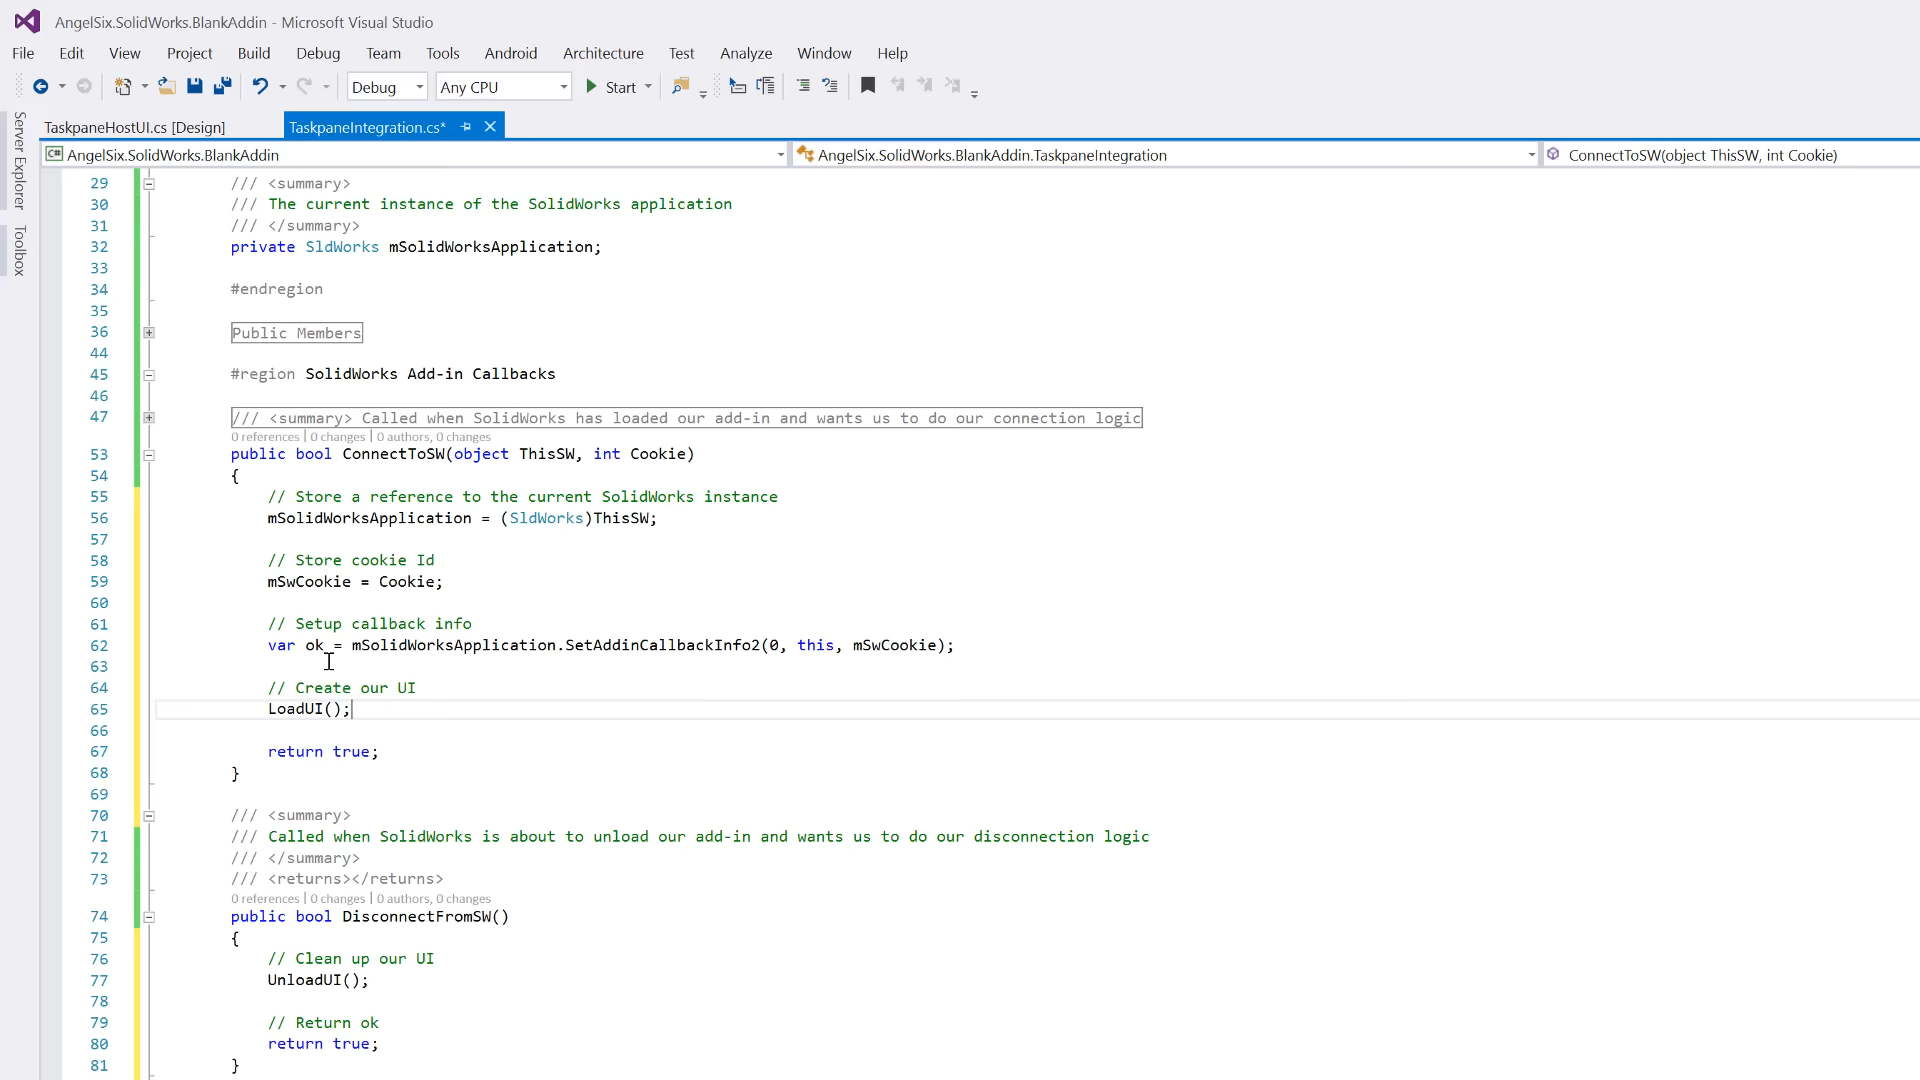 AngelSix.SolidWorks.BlankAddin - Microsoft Visual Studio
File Edit View Project Build Debug Team Tools Android Architecture Test Analyze Window Help
Debug Any CPU Start
Server Explorer
Toolbox
TaskpaneHostUI.cs [Design] TaskpaneIntegration.cs*
C# AngelSix.SolidWorks.BlankAddin AngelSix.SolidWorks.BlankAddin.TaskpaneIntegration ConnectToSW(object ThisSW, int Cookie)
29 /// <summary>
30 /// The current instance of the SolidWorks application
31 /// </summary>
32 private SldWorks mSolidWorksApplication;
33
34 #endregion
35
36 Public Members
44
45 #region SolidWorks Add-in Callbacks
46
47 /// <summary> Called when SolidWorks has loaded our add-in and wants us to do our connection logic
0 references | 0 changes | 0 authors, 0 changes
53 public bool ConnectToSW(object ThisSW, int Cookie)
54 {
55 // Store a reference to the current SolidWorks instance
56 mSolidWorksApplication = (SldWorks)ThisSW;
57
58 // Store cookie Id
59 mSwCookie = Cookie;
60
61 // Setup callback info
62 var ok = mSolidWorksApplication.SetAddinCallbackInfo2(0, this, mSwCookie);
63
64 // Create our UI
65 LoadUI();
66
67 return true;
68 }
69
70 /// <summary>
71 /// Called when SolidWorks is about to unload our add-in and wants us to do our disconnection logic
72 /// </summary>
73 /// <returns></returns>
0 references | 0 changes | 0 authors, 0 changes
74 public bool DisconnectFromSW()
75 {
76 // Clean up our UI
77 UnloadUI();
78
79 // Return ok
80 return true;
81 }